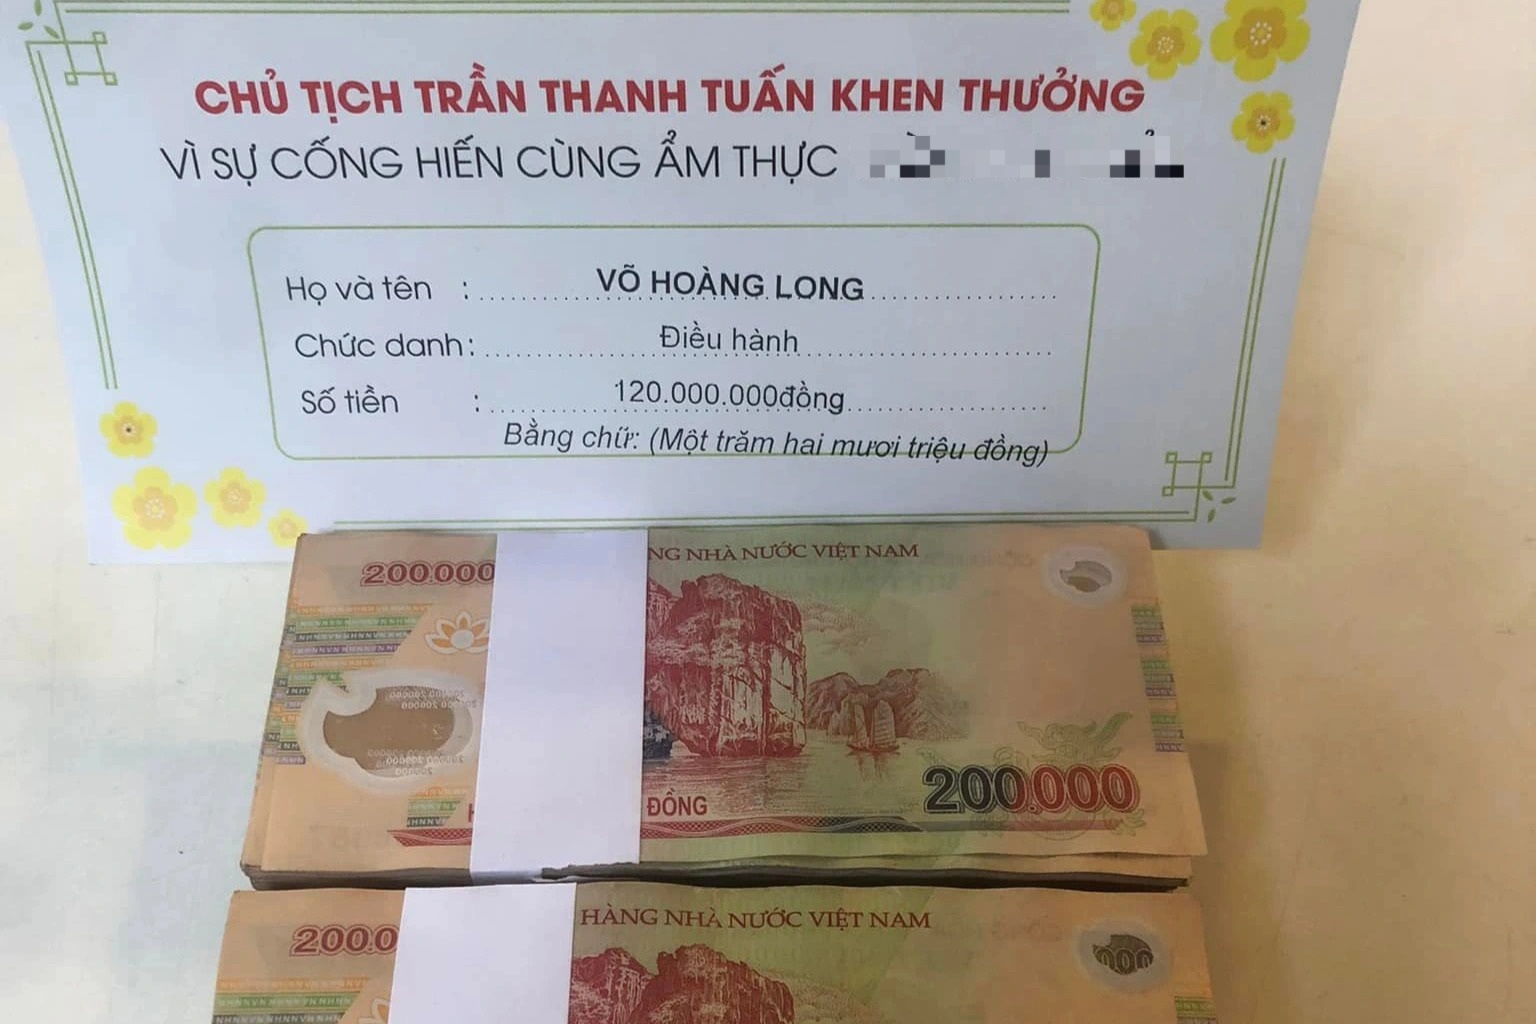 CHỦ TỊCH TRẦN THANH TUẤN KHEN THƯỞNG
VÌ SỰ CỐNG HIẾN CÙNG ẨM THỰC
Họ và tên : VÕ HOÀNG LONG
Chức danh: Điều hành
Số tiền : 120.000.000đồng
Bằng chữ: (Một trăm hai mươi triệu đồng)
200.000 NG NHÀ NƯỚC VIỆT NAM
ĐỒNG 200.000
200.0 HÀNG NHÀ NƯỚC VIỆT NAM